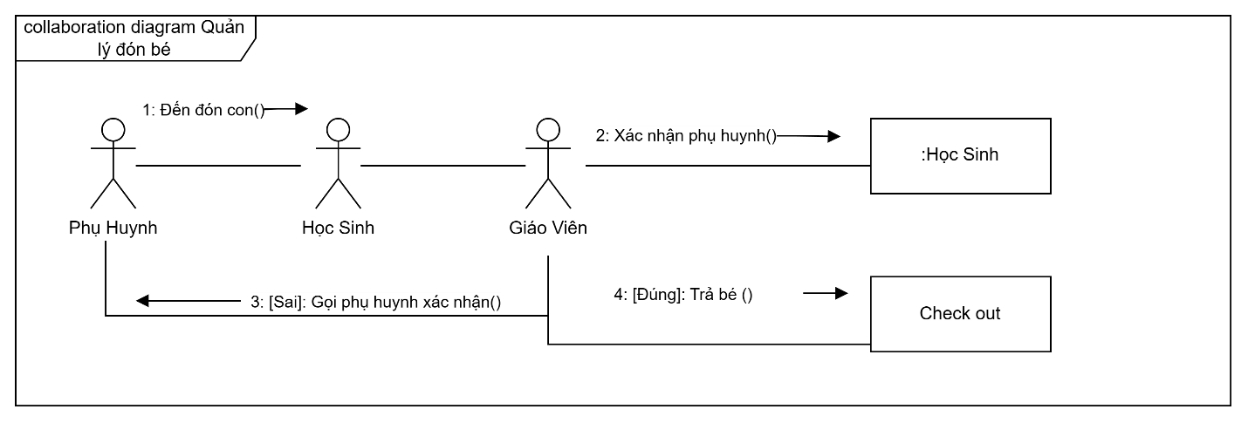 collaboration diagram Quản
lý đón bé
1: Đến đón con()
2: Xác nhận phụ huynh()
:Học Sinh
Phụ Huynh
Học Sinh
Giáo Viên
3: [Sai]: Gọi phụ huynh xác nhận()
4: [Đúng]: Trả bé ()
Check out